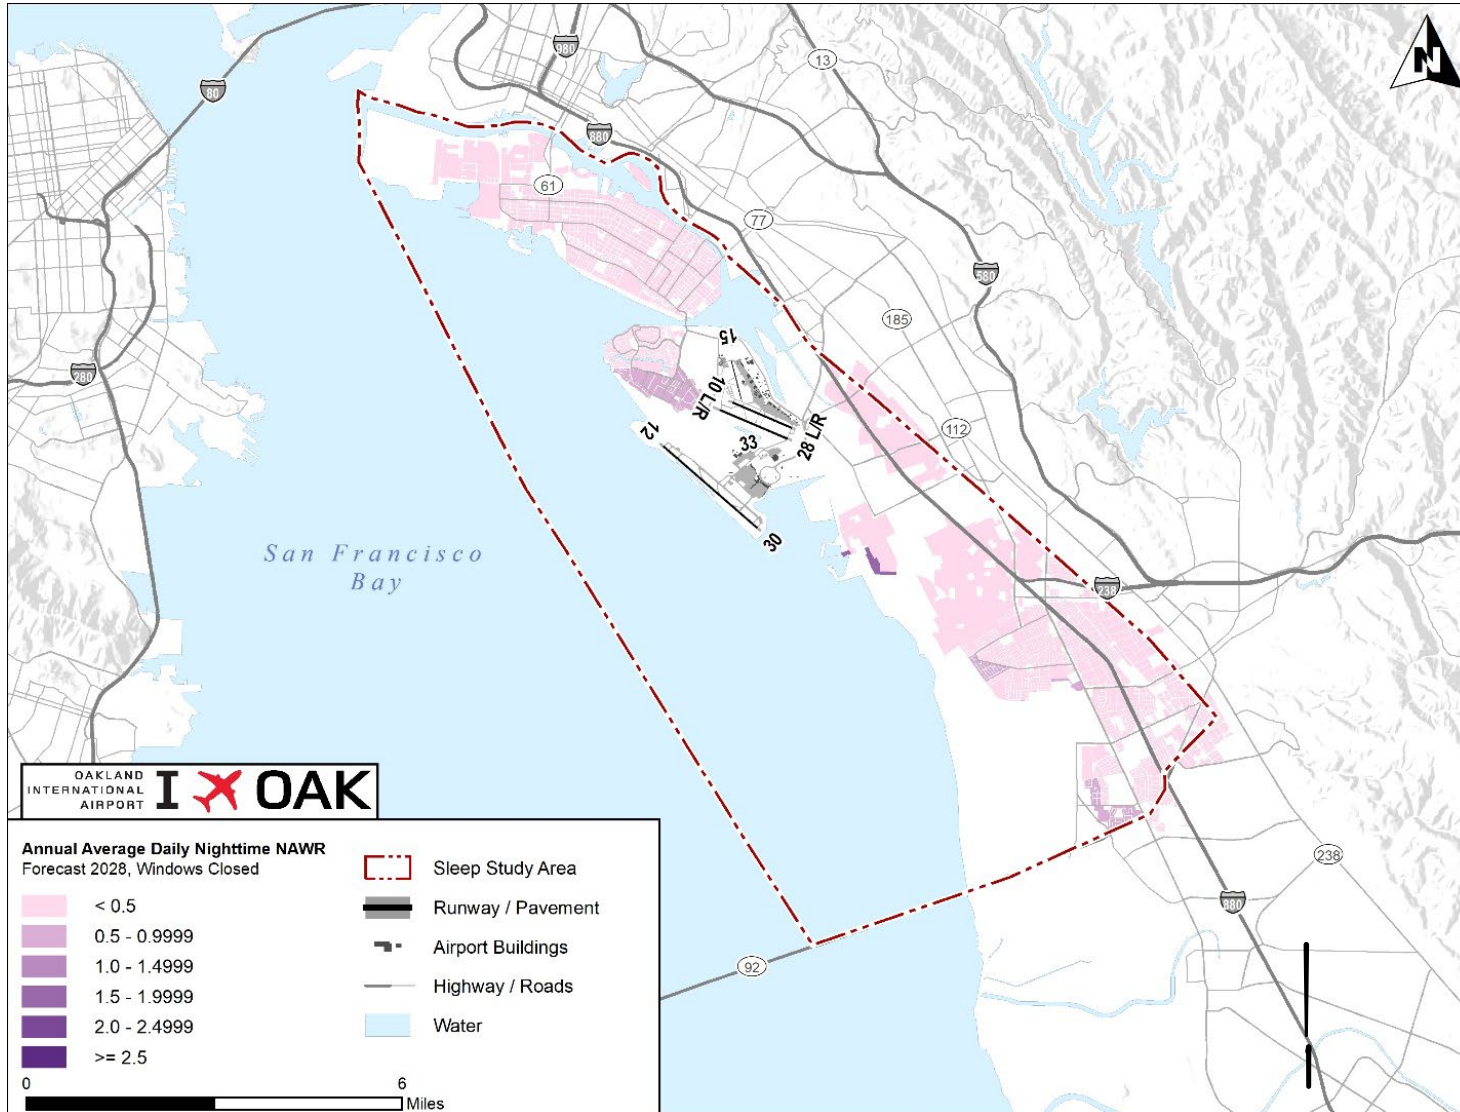 N
80
980
13
880
61
77
580
185
280
15
10 L/R
12
33
28 L/R
112
30
San Francisco
Bay
238
238
880
92
OAKLAND
INTERNATIONAL
AIRPORT
I OAK
Annual Average Daily Nighttime NAWR
Forecast 2028, Windows Closed
< 0.5
0.5 - 0.9999
1.0 - 1.4999
1.5 - 1.9999
2.0 - 2.4999
>= 2.5
Sleep Study Area
Runway / Pavement
Airport Buildings
Highway / Roads
Water
0 6
Miles